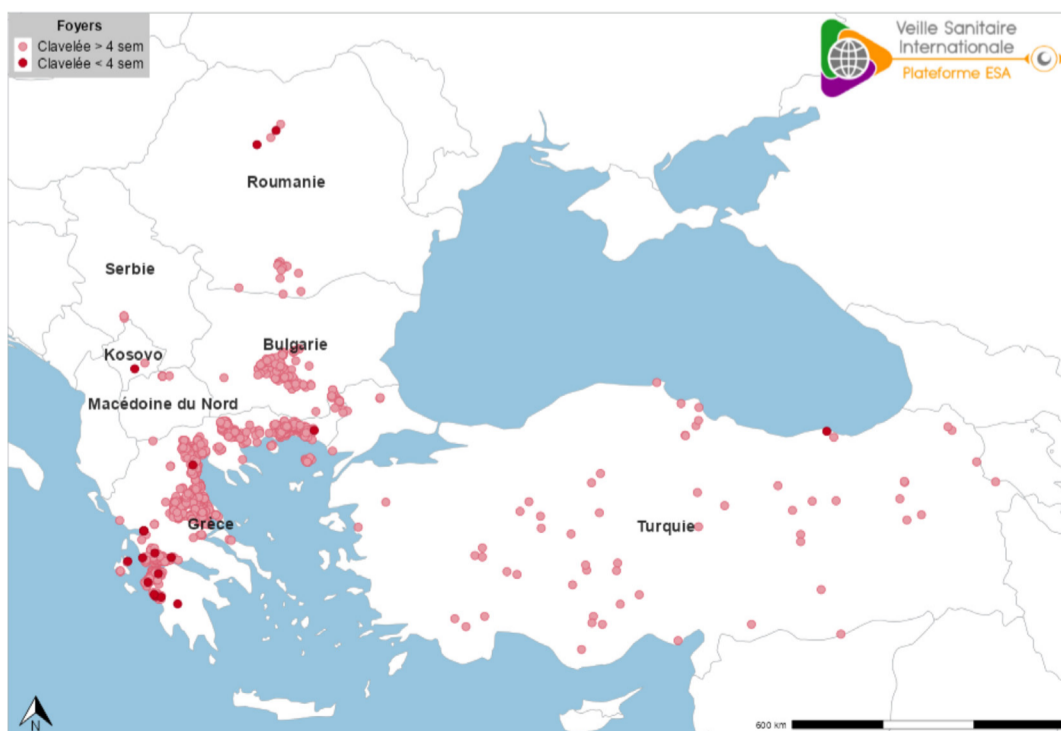 Foyers
Clavelée > 4 sem
Clavelée < 4 sem
Veille Sanitaire
Internationale
Plateforme ESA
Roumanie
Serbie
Bulgarie
Kosovo
Macédoine du Nord
Grèce
Turquie
N
600 km